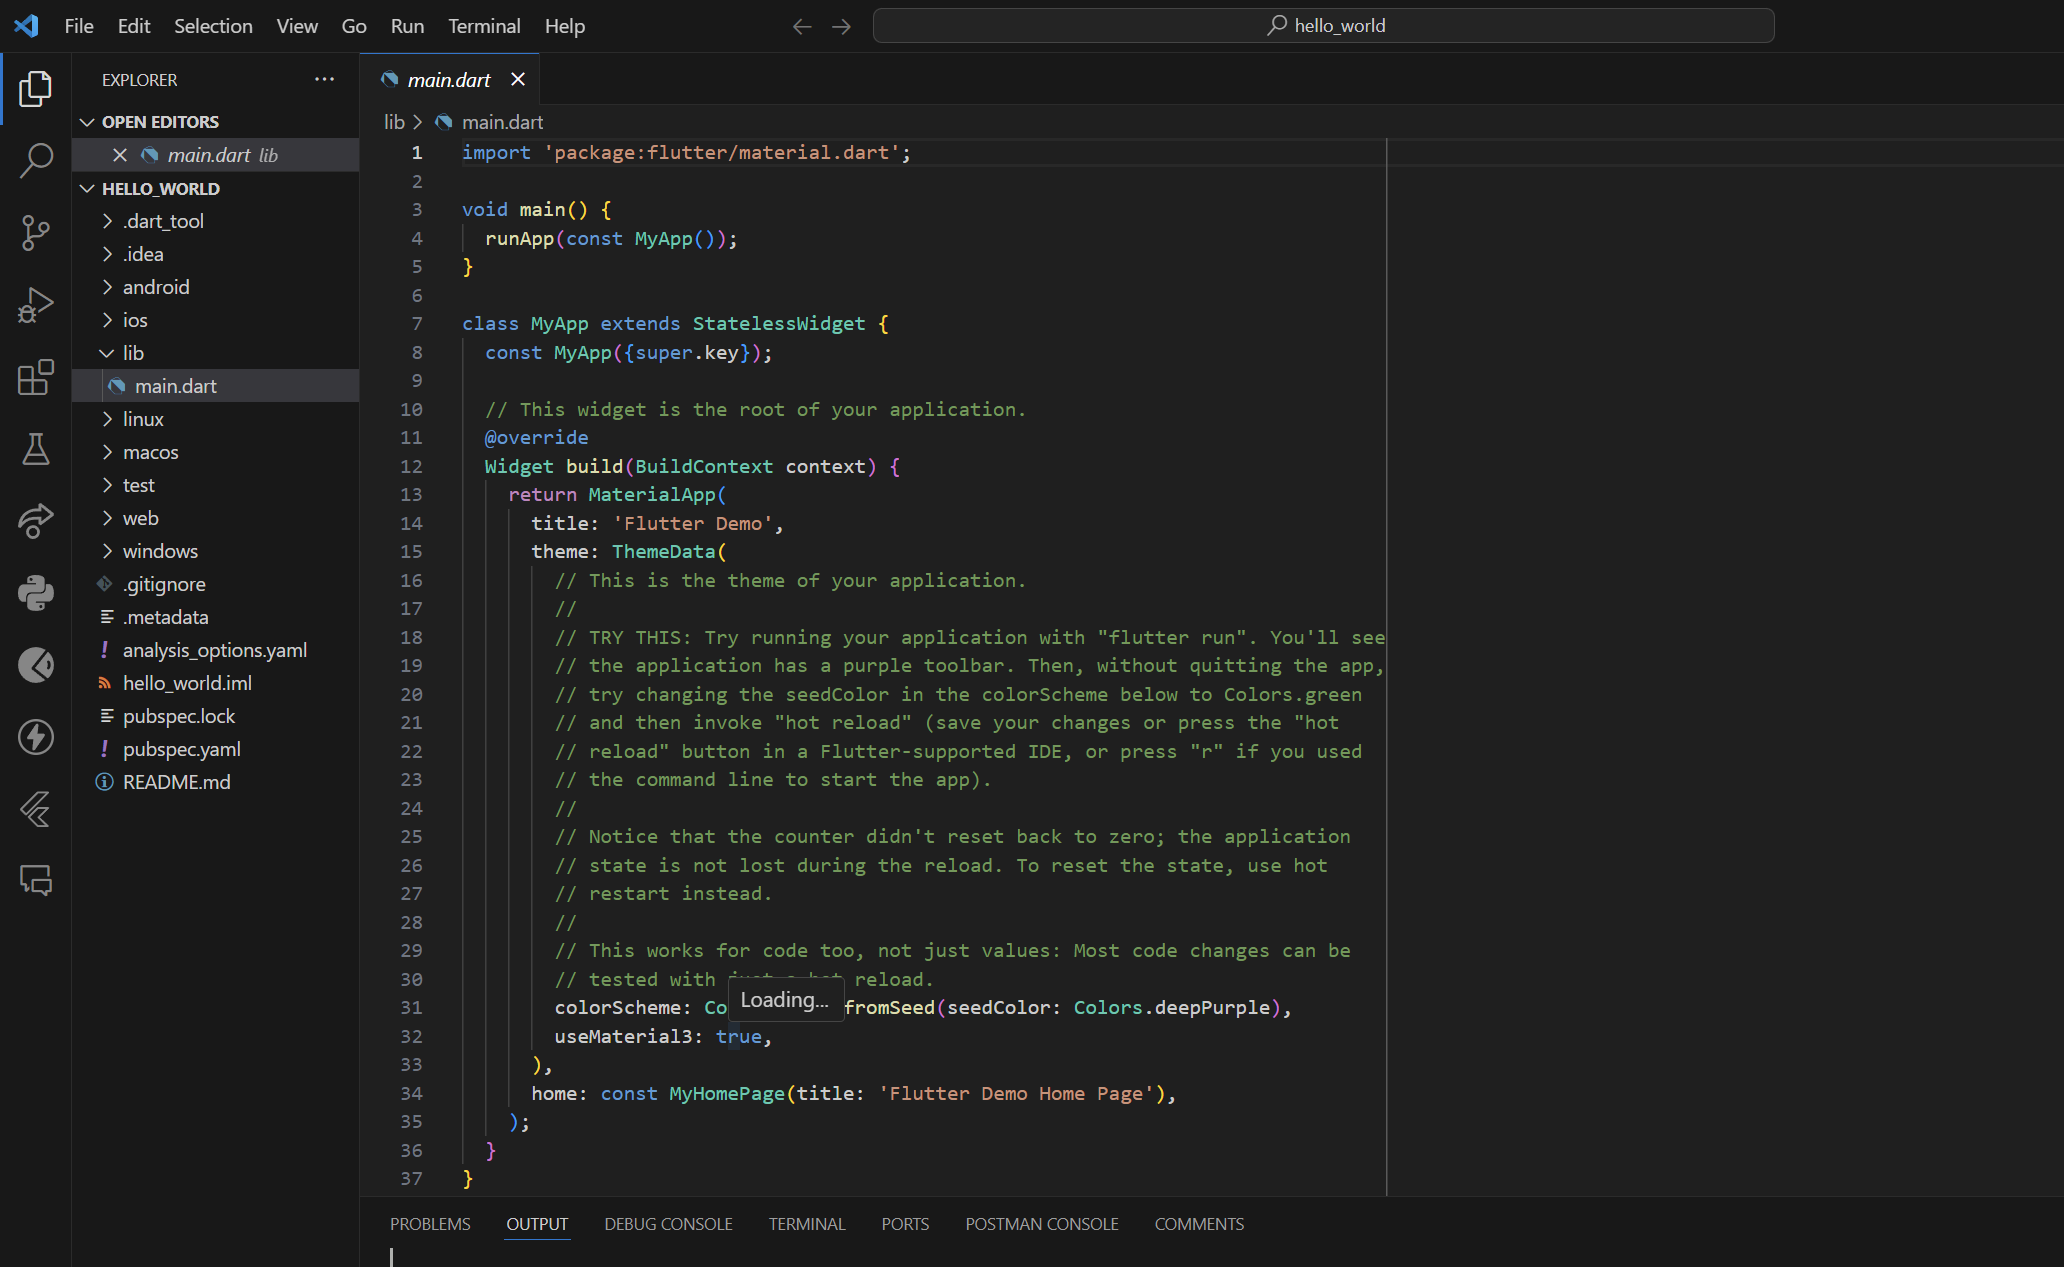 File Edit Selection View Go Run Terminal Help
hello_world
EXPLORER
OPEN EDITORS
main.dart lib
HELLO_WORLD
.dart_tool
.idea
android
ios
lib
main.dart
linux
macos
test
web
windows
.gitignore
.metadata
analysis_options.yaml
hello_world.iml
pubspec.lock
pubspec.yaml
README.md
main.dart
lib > main.dart
1 import 'package:flutter/material.dart';
2
3 void main() {
4 runApp(const MyApp());
5 }
6
7 class MyApp extends StatelessWidget {
8 const MyApp({super.key});
9
10 // This widget is the root of your application.
11 @override
12 Widget build(BuildContext context) {
13 return MaterialApp(
14 title: 'Flutter Demo',
15 theme: ThemeData(
16 // This is the theme of your application.
17 //
18 // TRY THIS: Try running your application with "flutter run". You'll see
19 // the application has a purple toolbar. Then, without quitting the app,
20 // try changing the seedColor in the colorScheme below to Colors.green
21 // and then invoke "hot reload" (save your changes or press the "hot
22 // reload" button in a Flutter-supported IDE, or press "r" if you used
23 // the command line to start the app).
24 //
25 // Notice that the counter didn't reset back to zero; the application
26 // state is not lost during the reload. To reset the state, use hot
27 // restart instead.
28 //
29 // This works for code too, not just values: Most code changes can be
30 // tested with just a hot reload.
31 colorScheme: Co
Loading...
fromSeed(seedColor: Colors.deepPurple),
32 useMaterial3: true,
33 ),
34 home: const MyHomePage(title: 'Flutter Demo Home Page'),
35 );
36 }
37 }
PROBLEMS OUTPUT DEBUG CONSOLE TERMINAL PORTS POSTMAN CONSOLE COMMENTS